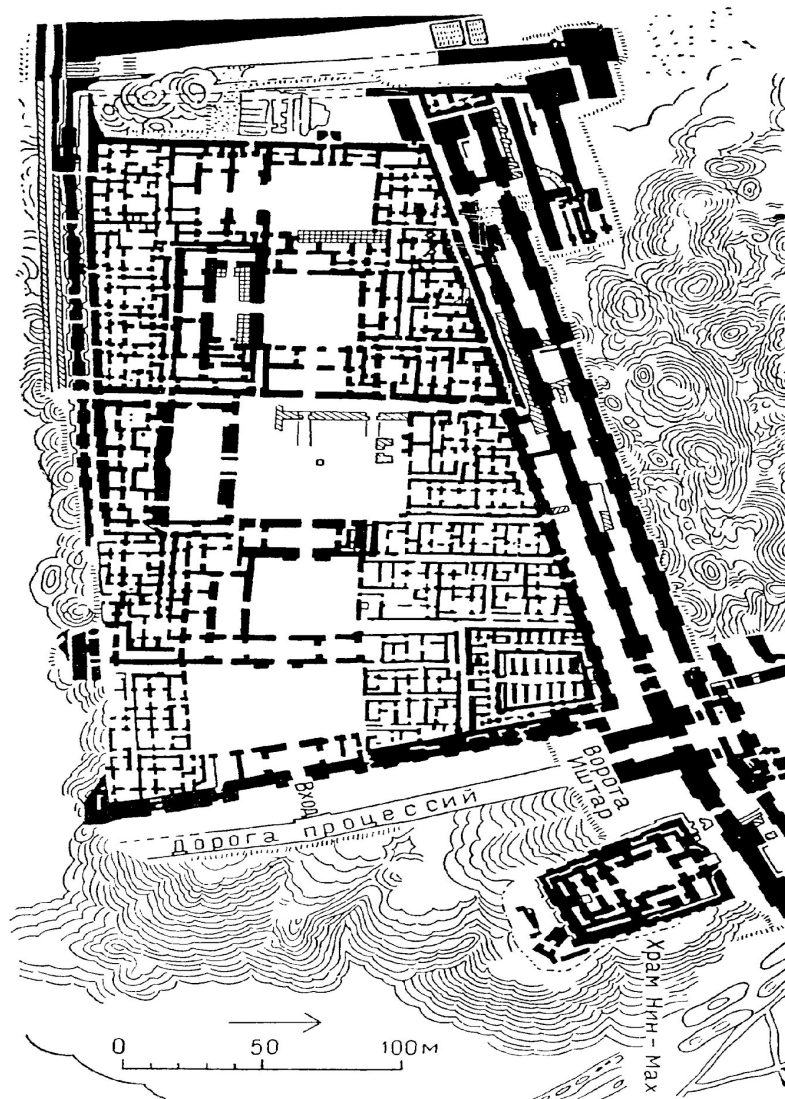 Вход
Ворота
Иштар
Дорога процессий
Храм Нин-Мах
0 50 100м